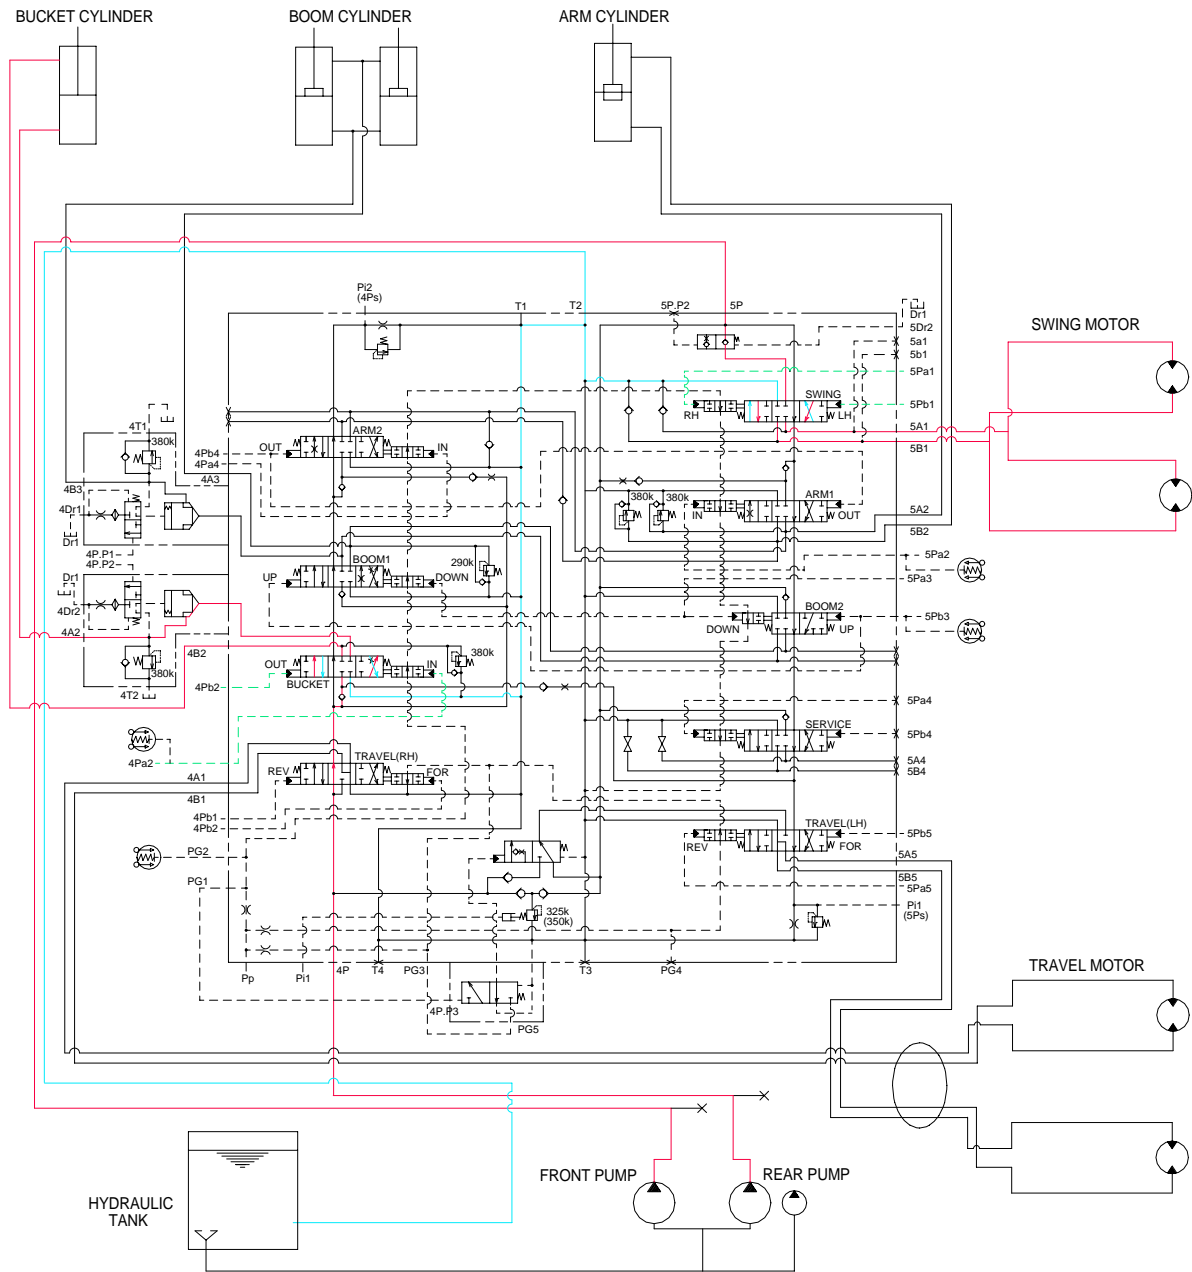 BUCKET CYLINDER
BOOM CYLINDER
ARM CYLINDER
Pi2
(4Ps)
T1
T2
5P.P2
5P
Dr1
5Dr2
5a1
5b1
SWING MOTOR
5Pa1
SWING
5Pb1
RH
LH
4T1
380k
OUT
ARM2
IN
5A1
5B1
4Pb4
4Pa4
4A3
4B3
4Dr1
Dr1
380k
380k
ARM1
IN
OUT
5A2
5B2
4P.P1
4P.P2
BOOM1
290k
5Pa2
Dr1
UP
DOWN
5Pa3
4Dr2
BOOM2
5Pb3
4A2
DOWN
UP
4B2
380k
OUT
IN
380k
4Pb2
BUCKET
4T2
5Pa4
SERVICE
5Pb4
4Pa2
TRAVEL(RH)
5A4
4A1
REV
FOR
5B4
4B1
4Pb1
4Pb2
TRAVEL(LH)
5Pb5
REV
FOR
PG2
5A5
PG1
5B5
5Pa5
325k
(350k)
Pi1
(5Ps)
Pp
Pi1
4P
T4
PG3
T3
PG4
TRAVEL MOTOR
4P.P3
PG5
FRONT PUMP
REAR PUMP
HYDRAULIC
TANK